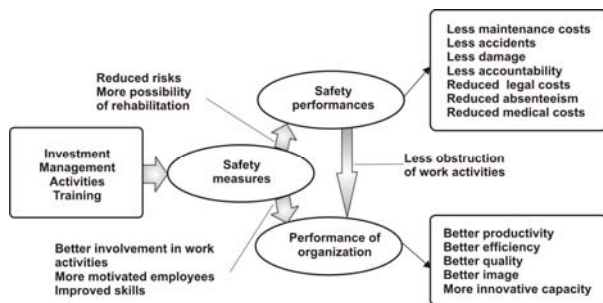 Less maintenance costs
Less accidents
Less damage
Less accountability
Reduced legal costs
Reduced absenteeism
Reduced medical costs
Reduced risks
More possibility
of rehabilitation
Safety
performances
Investment
Management
Activities
Training
Safety
measures
Less obstruction
of work activities
Better involvement in work
activities
More motivated employees
Improved skills
Performance of
organization
Better productivity
Better efficiency
Better quality
Better image
More innovative capacity